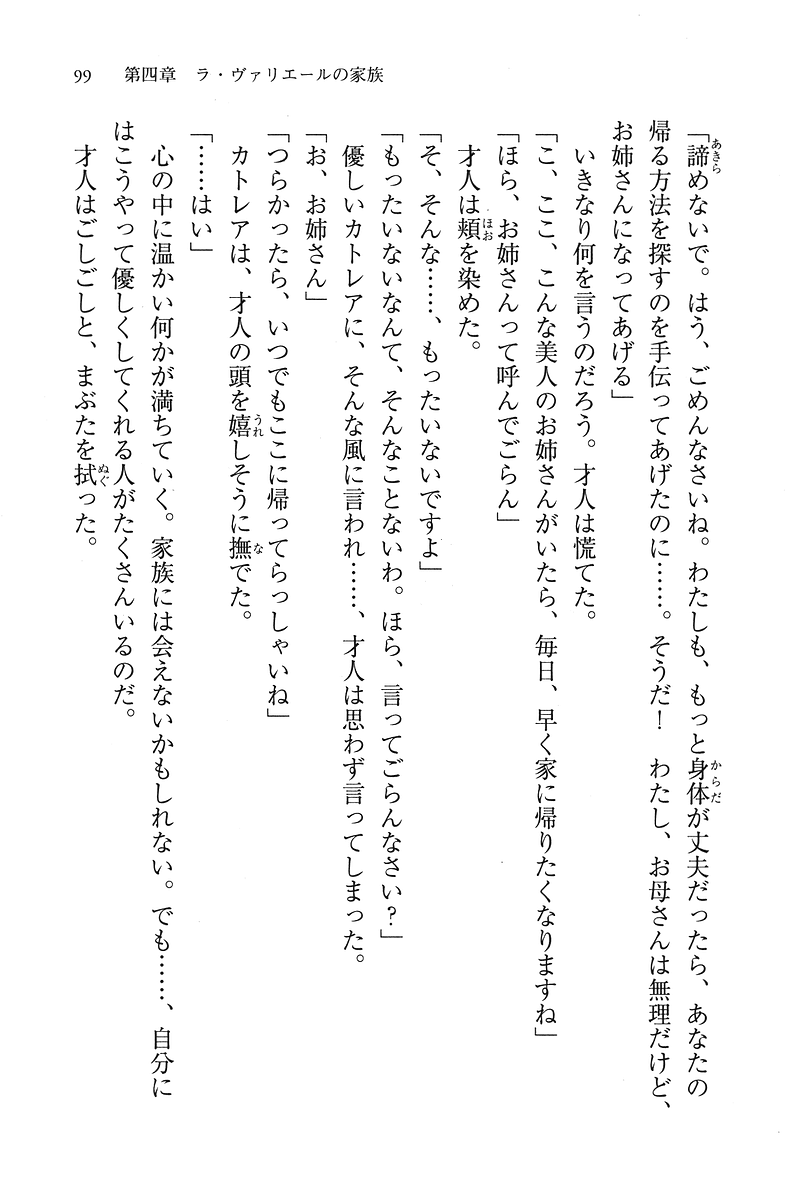 99　第四章　ラ・ヴァリエールの家族
「諦めないで。はう、ごめんなさいね。わたしも、もっと身体が丈夫だったら、あなたの
帰る方法を探すのを手伝ってあげたのに……。そうだ！　わたし、お母さんは無理だけど、
お姉さんになってあげる」
　いきなり何を言うのだろう。才人は慌てた。
「こ、ここ、こんな美人のお姉さんがいたら、毎日、早く家に帰りたくなりますね」
「ほら、お姉さんって呼んでごらん」
　才人は頬を染めた。
「そ、そんな……、もったいないですよ」
「もったいないなんて、そんなことないわ。ほら、言ってごらんなさい？」
　優しいカトレアに、そんな風に言われ……、才人は思わず言ってしまった。
「お、お姉さん」
「つらかったら、いつでもここに帰ってらっしゃいね」
　カトレアは、才人の頭を嬉しそうに撫でた。
「……はい」
　心の中に温かい何かが満ちていく。家族には会えないかもしれない。でも……、自分に
はこうやって優しくしてくれる人がたくさんいるのだ。
　才人はごしごしと、まぶたを拭った。